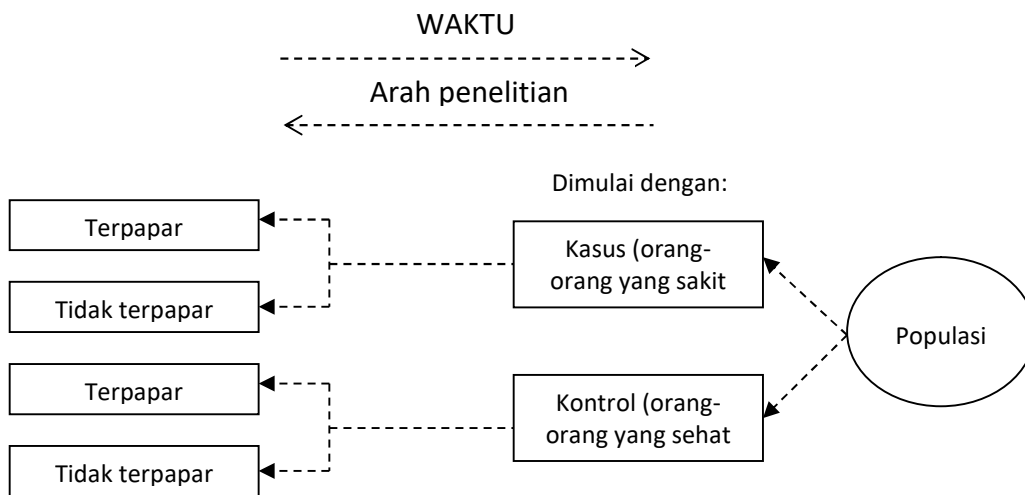 WAKTU
Arah penelitian
Dimulai dengan:
Terpapar
Kasus (orang-
orang yang sakit
Tidak terpapar
Populasi
Terpapar
Kontrol (orang-
orang yang sehat
Tidak terpapar